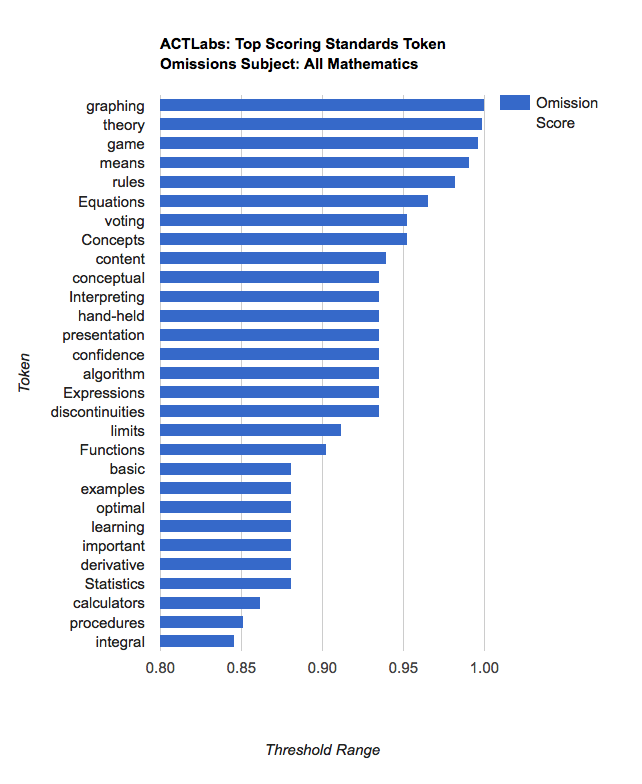 ACTLabs: Top Scoring Standards Token
Omissions Subject: All Mathematics
Omission
Score
graphing
theory
game
means
rules
Equations
voting
Concepts
content
conceptual
Interpreting
hand-held
presentation
confidence
algorithm
Expressions
discontinuities
limits
Functions
basic
examples
optimal
learning
important
derivative
Statistics
calculators
procedures
integral
Token
0.80 0.85 0.90 0.95 1.00
Threshold Range